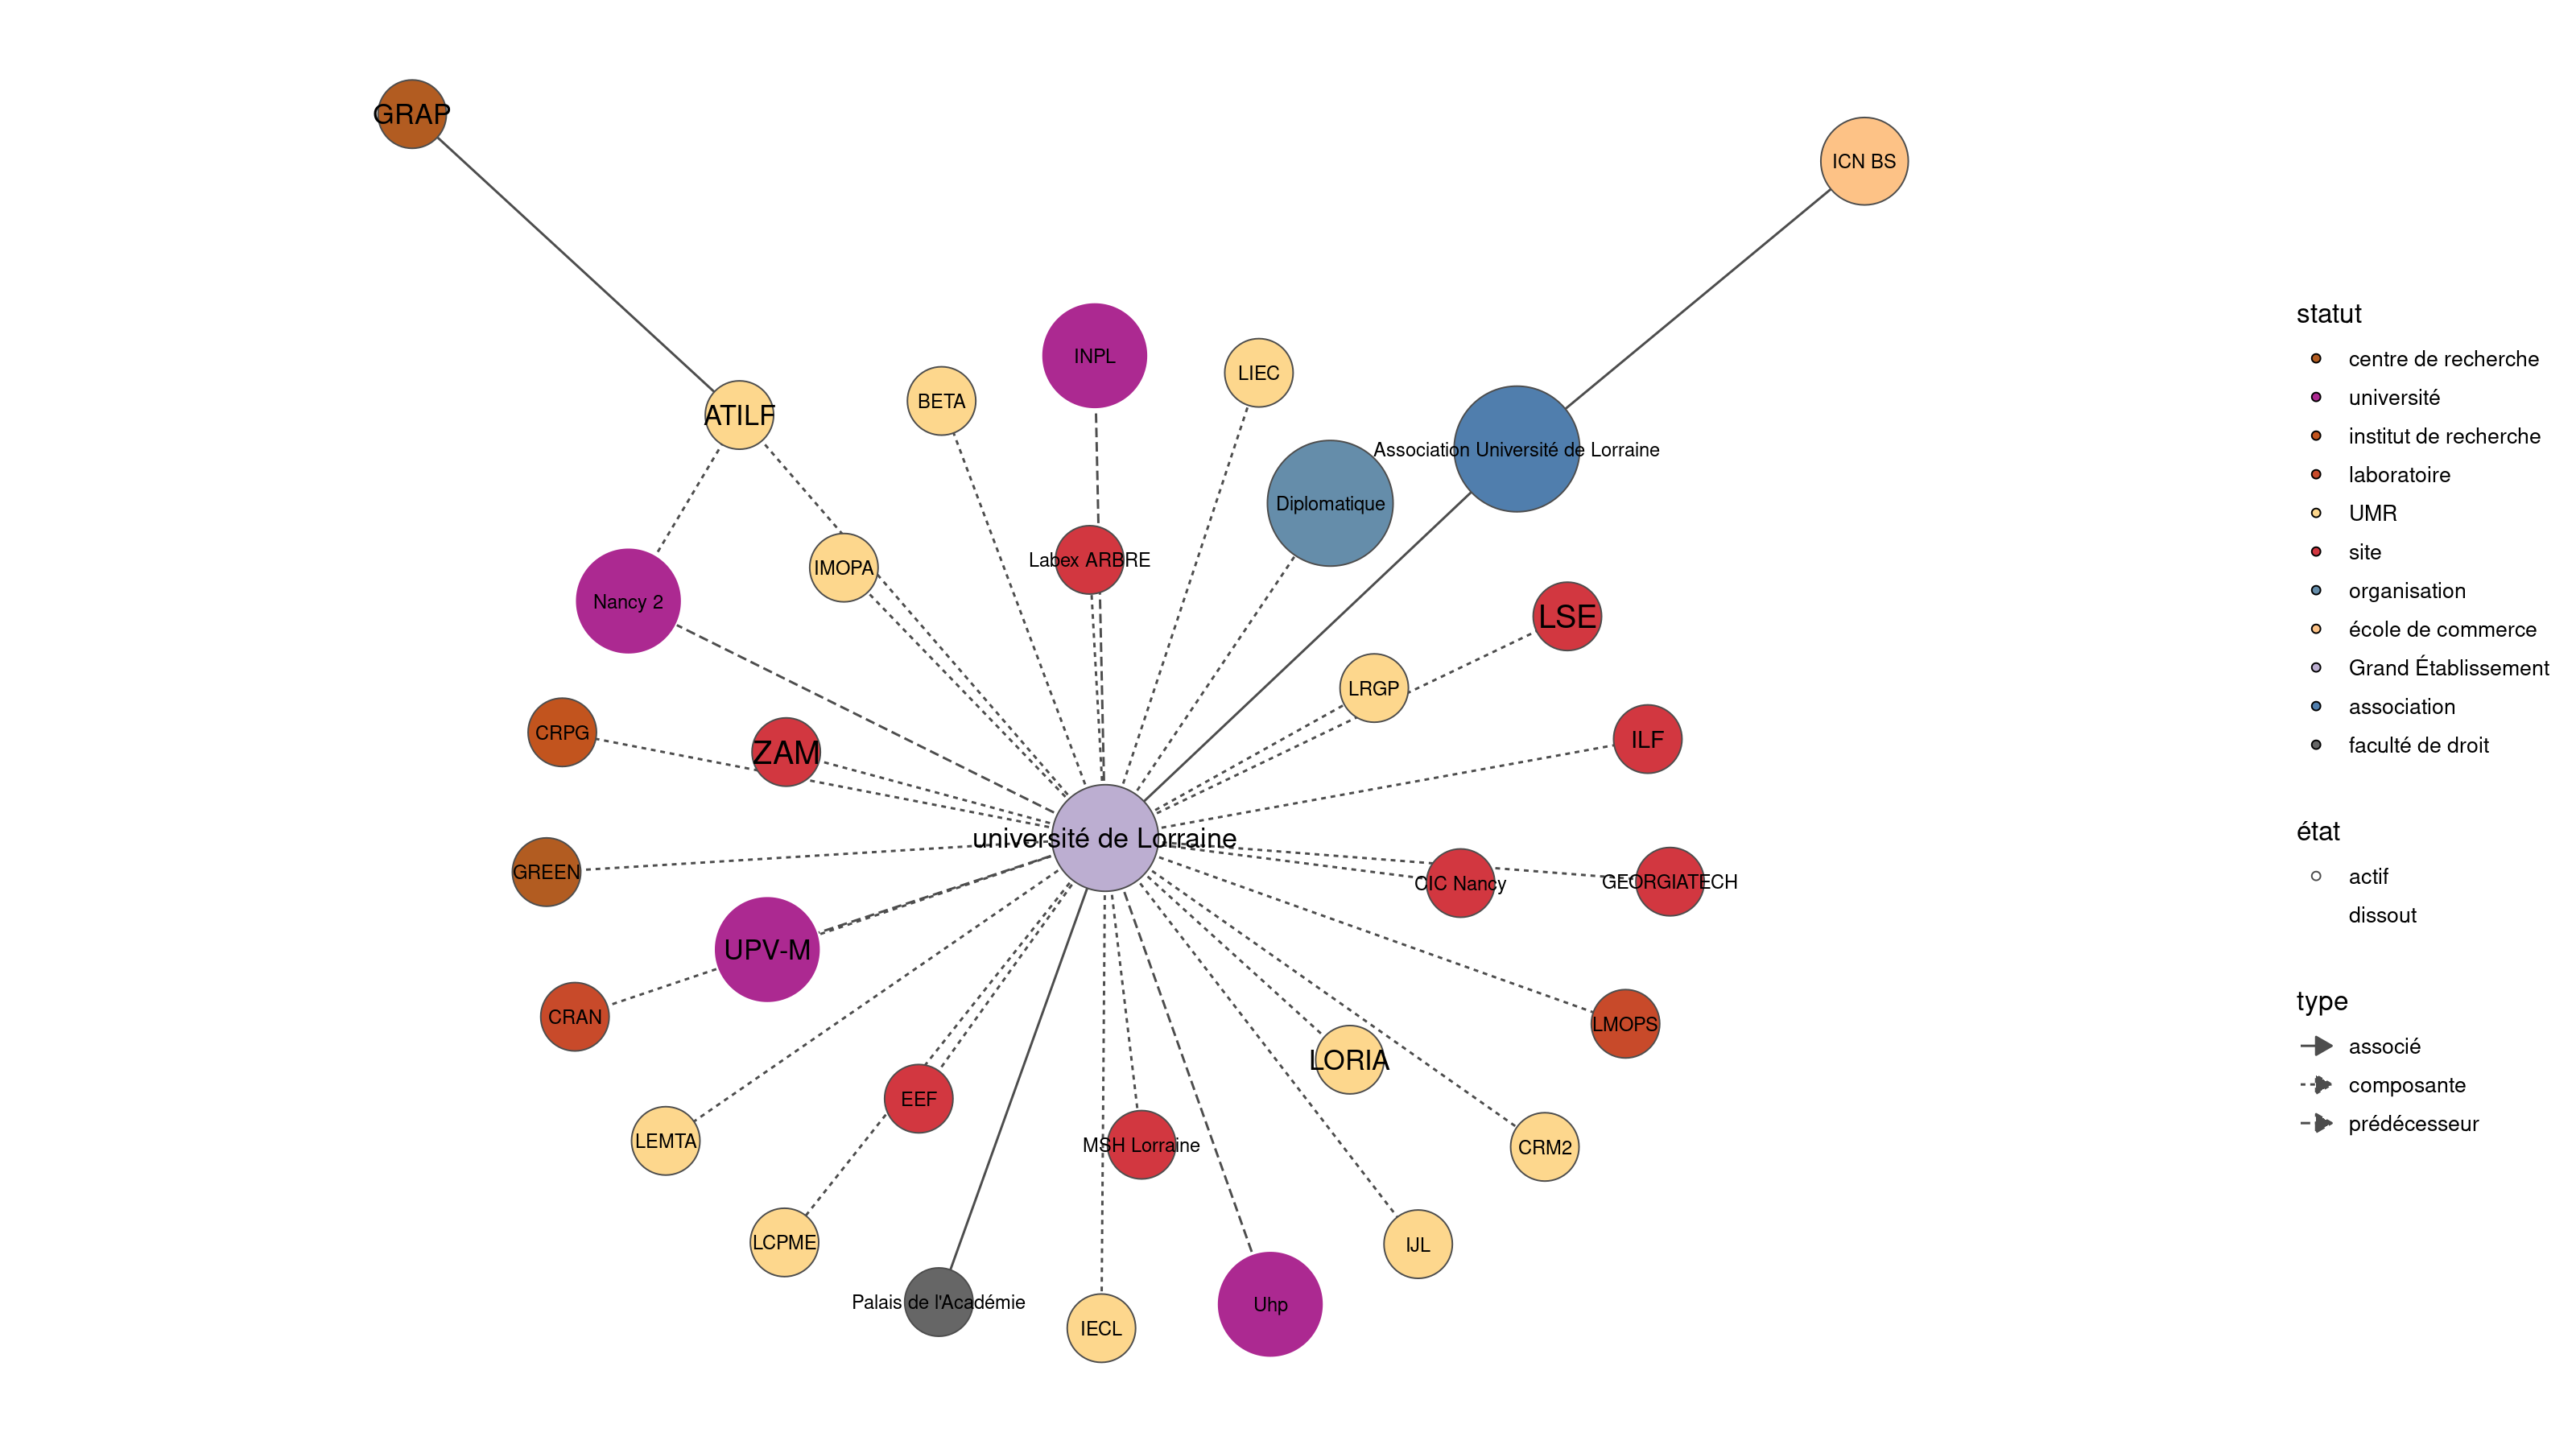 GRAP
ICN BS
INPL
LIEC
BETA
ATILF
Association Université de Lorraine
Diplomatique
Labex ARBRE
IMOPA
Nancy 2
LSE
LRGP
CRPG
ZAM
ILF
université de Lorraine
GREEN
CIC Nancy
GEORGIATECH
UPV-M
CRAN
LMOPS
LORIA
EEF
LEMTA
MSH Lorraine
CRM2
LCPME
IJL
Palais de l'Académie
Uhp
IECL
statut
centre de recherche
université
institut de recherche
laboratoire
UMR
site
organisation
école de commerce
Grand Établissement
association
faculté de droit
état
actif
dissout
type
associé
composante
prédécesseur